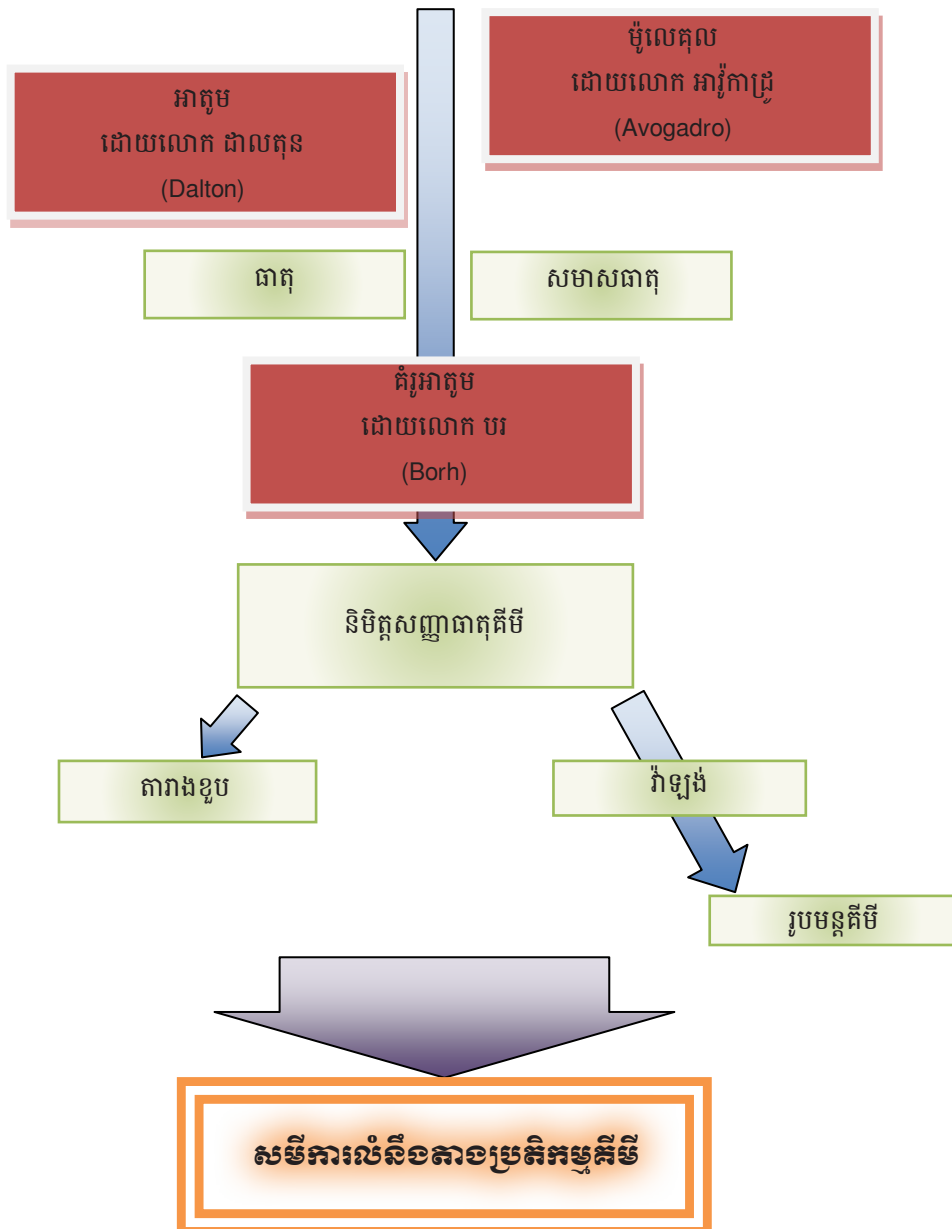 ម៉ូលេគុល
ដោយលោក អាវ៉ូកាដ្រូ
(Avogadro)
អាតូម
ដោយលោក ដាលតុន
(Dalton)
ធាតុ
សមាសធាតុ
គំរូអាតូម
ដោយលោក បរ
(Borh)
និមិត្តសញ្ញាធាតុគីមី
តារាងខួប
វ៉ាឡង់
រូបមន្តគីមី
សមីការលំនឹងតាងប្រតិកម្មគីមី